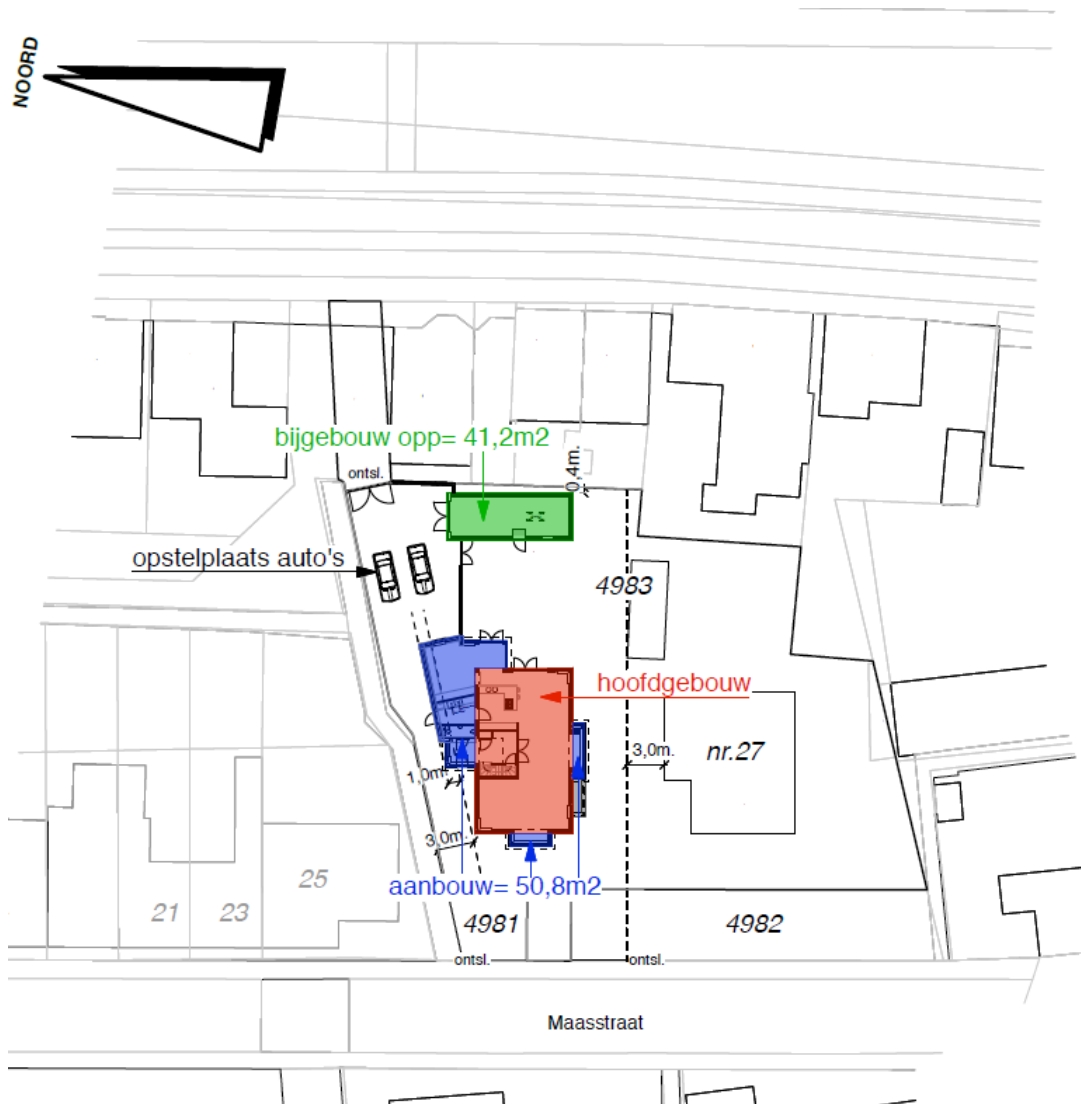 NOORD
bijgebouw opp= 41,2m2
0,4m.
ontsl.
opstelplaats auto's
4983
hoofdgebouw
3,0m.
nr.27
1,0m.
3,0m.
25
aanbouw= 50,8m2
21
23
4981
4982
ontsl.
ontsl.
Maasstraat